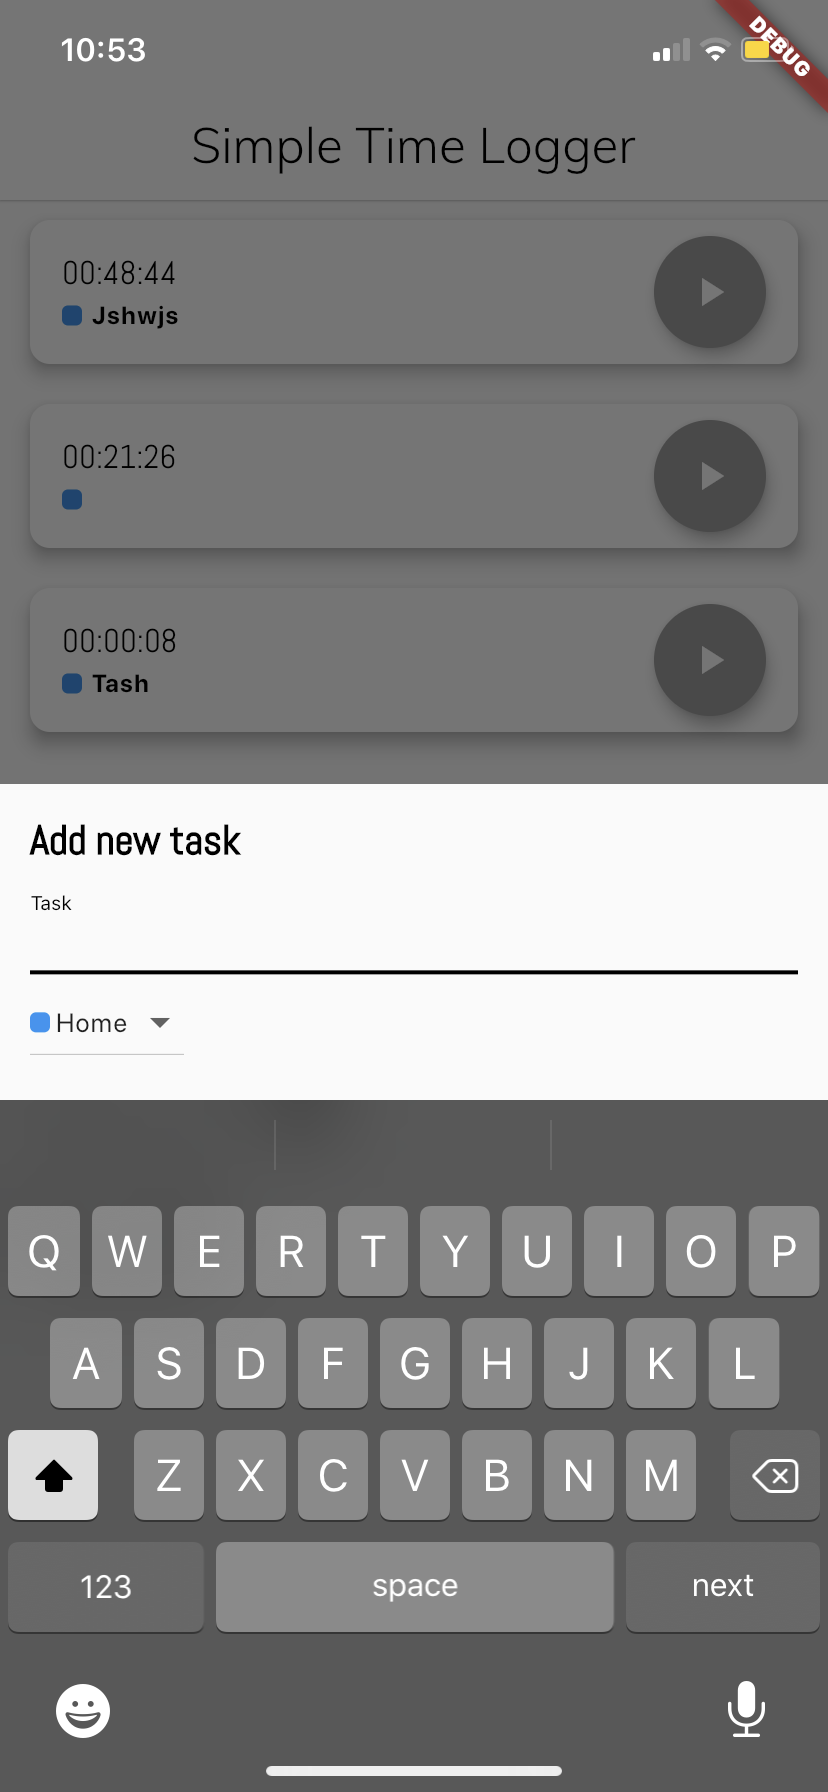 10:53
DEBUG
Simple Time Logger
00:48:44
Jshwjs
00:21:26
00:00:08
Tash
Add new task
Task
Home
Q W E R T Y U I O P
A S D F G H J K L
Z X C V B N M
123 space next